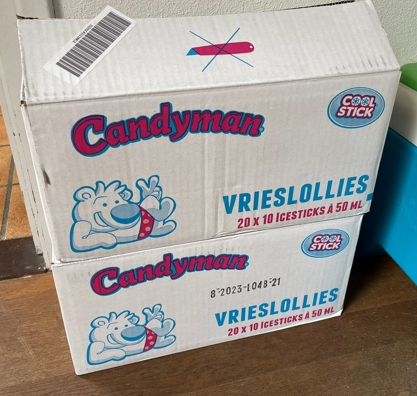 Candyman
COOL
STICK
VRIESLOLLIES
20 X 10 ICESTICKS À 50 ML
Candyman
COOL
STICK
8-2023-L048-21
VRIESLOLLIES
20 X 10 ICESTICKS À 50 ML